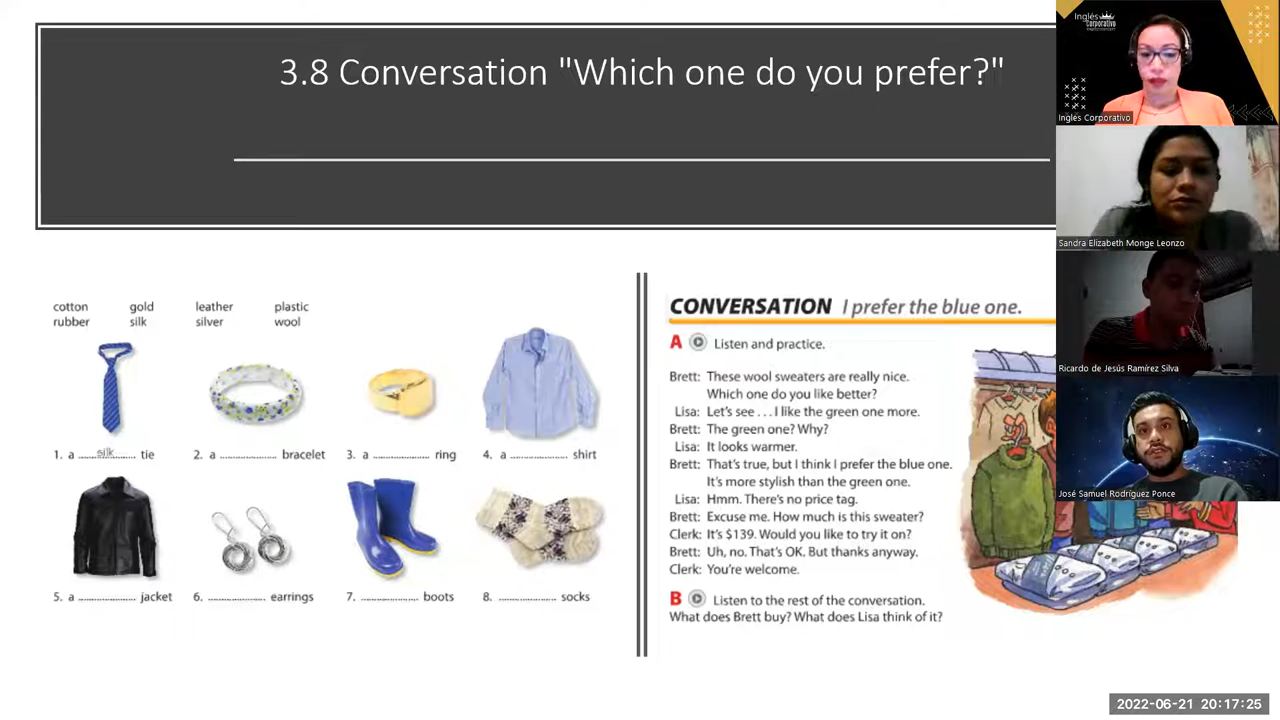 3.8 Conversation "Which one do you prefer?"
cotton gold leather plastic
rubber silk silver wool
1. a ...silk... tie
2. a .................. bracelet
3. a .................. ring
4. a .................. shirt
5. a .................. jacket
6. .................. earrings
7. .................. boots
8. .................. socks
CONVERSATION I prefer the blue one.
A Listen and practice.
Brett: These wool sweaters are really nice.
Which one do you like better?
Lisa: Let's see . . . I like the green one more.
Brett: The green one? Why?
Lisa: It looks warmer.
Brett: That's true, but I think I prefer the blue one.
It's more stylish than the green one.
Lisa: Hmm. There's no price tag.
Brett: Excuse me. How much is this sweater?
Clerk: It's $139. Would you like to try it on?
Brett: Uh, no. That's OK. But thanks anyway.
Clerk: You're welcome.
B Listen to the rest of the conversation.
What does Brett buy? What does Lisa think of it?
Inglés
Corporativo
Inglés Corporativo
Sandra Elizabeth Monge Leonzo
Ricardo de Jesús Ramírez Silva
José Samuel Rodríguez Ponce
2022-06-21 20:17:25